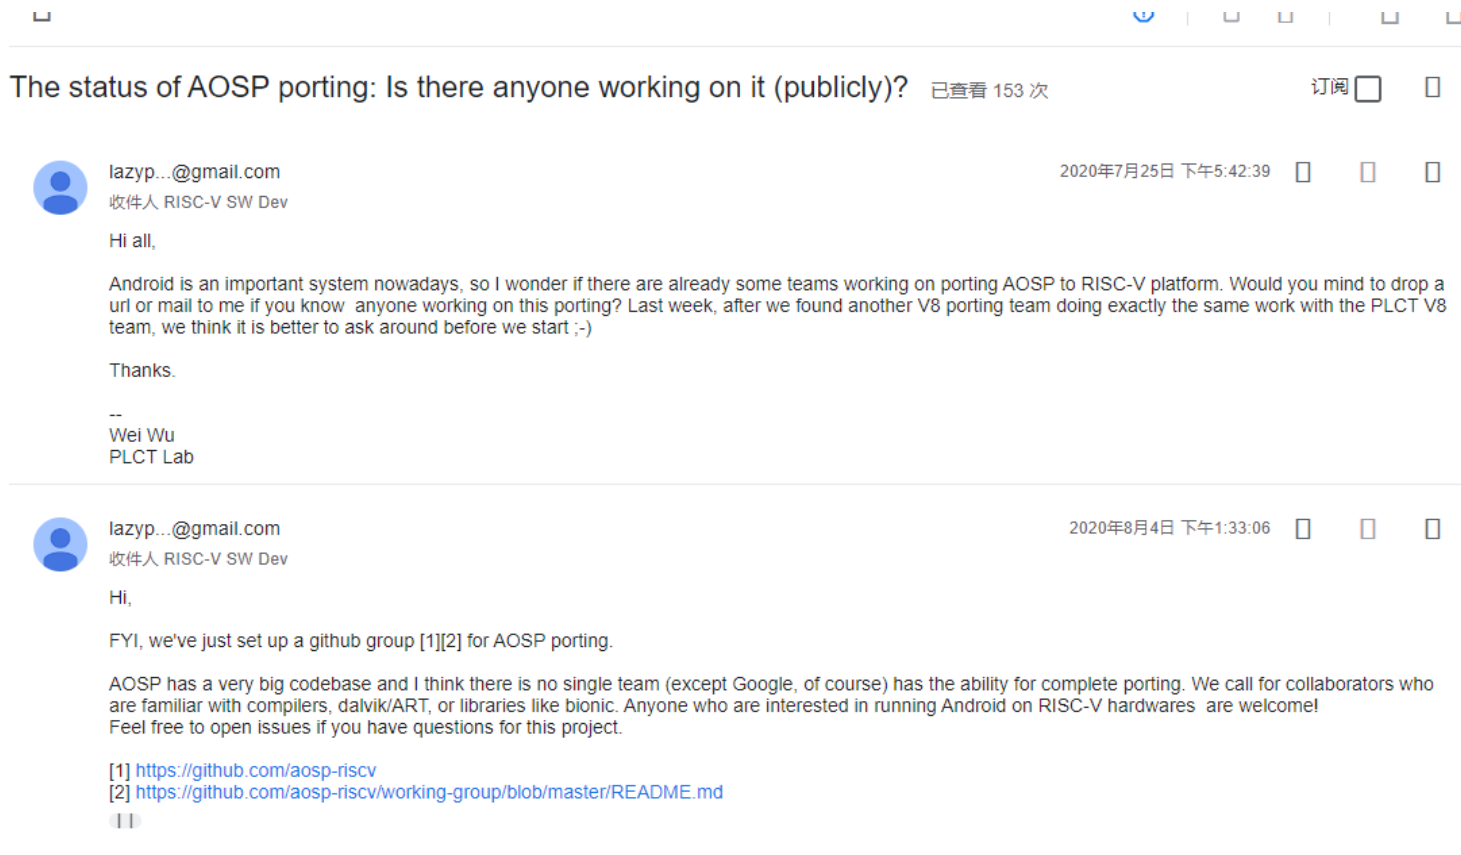 The status of AOSP porting: Is there anyone working on it (publicly)? 已查看 153 次
订阅
lazyp...@gmail.com
2020年7月25日 下午5:42:39
收件人 RISC-V SW Dev
Hi all,
Android is an important system nowadays, so I wonder if there are already some teams working on porting AOSP to RISC-V platform. Would you mind to drop a
url or mail to me if you know  anyone working on this porting? Last week, after we found another V8 porting team doing exactly the same work with the PLCT V8
team, we think it is better to ask around before we start ;-)
Thanks.
--
Wei Wu
PLCT Lab
lazyp...@gmail.com
2020年8月4日 下午1:33:06
收件人 RISC-V SW Dev
Hi,
FYI, we've just set up a github group [1][2] for AOSP porting.
AOSP has a very big codebase and I think there is no single team (except Google, of course) has the ability for complete porting. We call for collaborators who
are familiar with compilers, dalvik/ART, or libraries like bionic. Anyone who are interested in running Android on RISC-V hardwares  are welcome!
Feel free to open issues if you have questions for this project.
[1] https://github.com/aosp-riscv
[2] https://github.com/aosp-riscv/working-group/blob/master/README.md